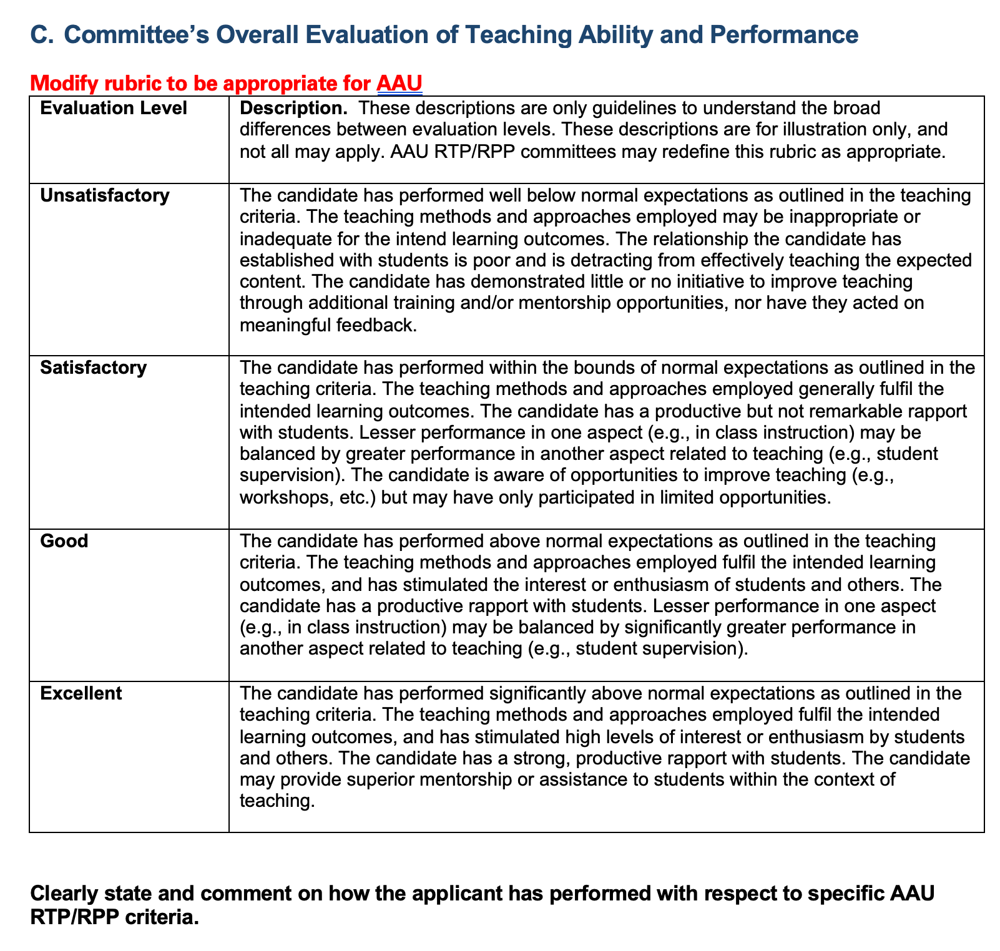 C. Committee’s Overall Evaluation of Teaching Ability and Performance
Modify rubric to be appropriate for AAU
Evaluation Level
Description.  These descriptions are only guidelines to understand the broad
differences between evaluation levels. These descriptions are for illustration only, and
not all may apply. AAU RTP/RPP committees may redefine this rubric as appropriate.
Unsatisfactory
The candidate has performed well below normal expectations as outlined in the teaching
criteria. The teaching methods and approaches employed may be inappropriate or
inadequate for the intend learning outcomes. The relationship the candidate has
established with students is poor and is detracting from effectively teaching the expected
content. The candidate has demonstrated little or no initiative to improve teaching
through additional training and/or mentorship opportunities, nor have they acted on
meaningful feedback.
Satisfactory
The candidate has performed within the bounds of normal expectations as outlined in the
teaching criteria. The teaching methods and approaches employed generally fulfil the
intended learning outcomes. The candidate has a productive but not remarkable rapport
with students. Lesser performance in one aspect (e.g., in class instruction) may be
balanced by greater performance in another aspect related to teaching (e.g., student
supervision). The candidate is aware of opportunities to improve teaching (e.g.,
workshops, etc.) but may have only participated in limited opportunities.
Good
The candidate has performed above normal expectations as outlined in the teaching
criteria. The teaching methods and approaches employed fulfil the intended learning
outcomes, and has stimulated the interest or enthusiasm of students and others. The
candidate has a productive rapport with students. Lesser performance in one aspect
(e.g., in class instruction) may be balanced by significantly greater performance in
another aspect related to teaching (e.g., student supervision).
Excellent
The candidate has performed significantly above normal expectations as outlined in the
teaching criteria. The teaching methods and approaches employed fulfil the intended
learning outcomes, and has stimulated high levels of interest or enthusiasm by students
and others. The candidate has a strong, productive rapport with students. The candidate
may provide superior mentorship or assistance to students within the context of
teaching.
Clearly state and comment on how the applicant has performed with respect to specific AAU
RTP/RPP criteria.